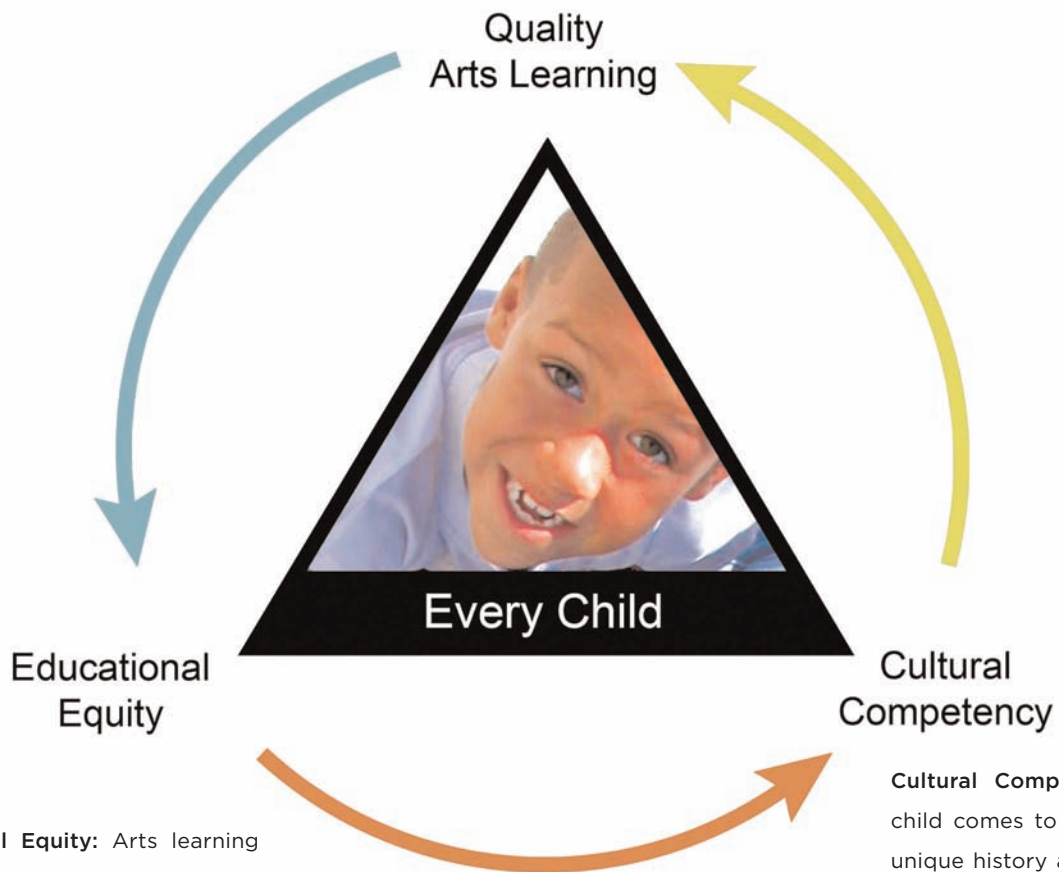 Quality
Arts Learning
Every Child
Educational
Equity
Cultural
Competency
l Equity: Arts learning
Cultural Comp
child comes to
unique history a